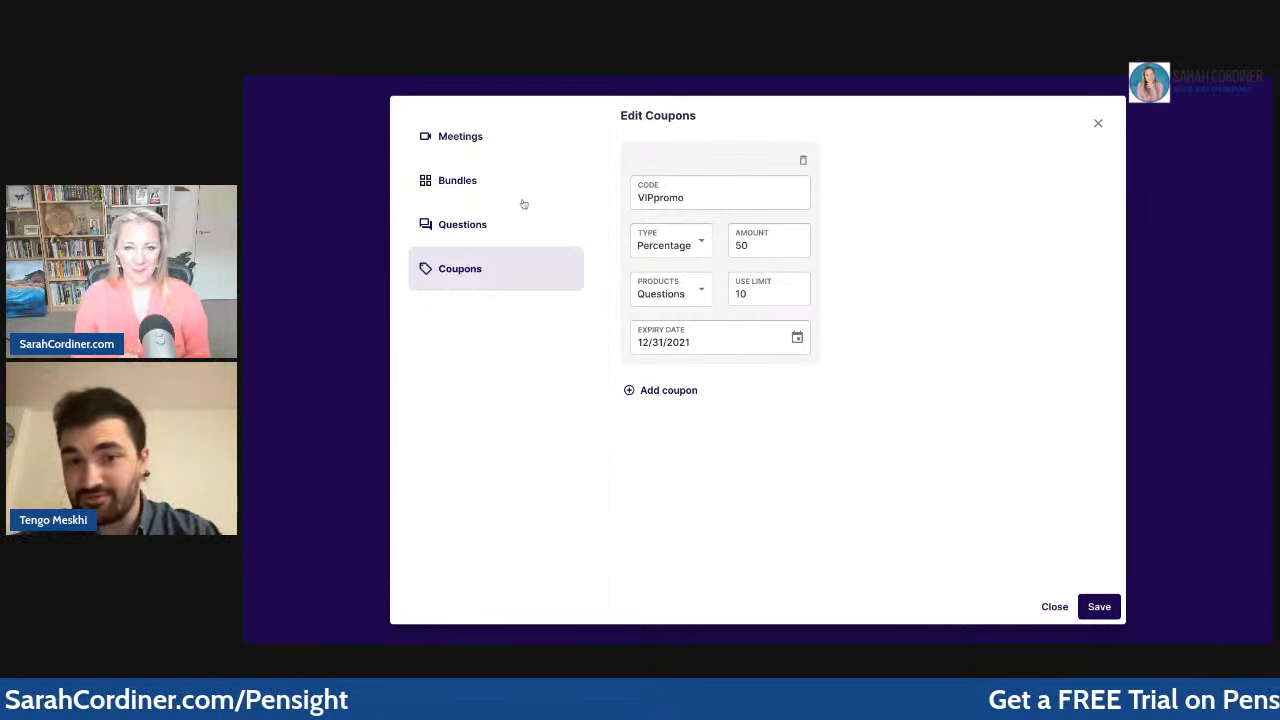 SARAH CORDINER
Edit Coupons
Meetings
Bundles
Questions
Coupons
CODE
VIPpromo
TYPE
Percentage
AMOUNT
50
PRODUCTS
Questions
USE LIMIT
10
EXPIRY DATE
12/31/2021
Add coupon
Close
Save
SarahCordiner.com
Tengo Meskhi
SarahCordiner.com/Pensight
Get a FREE Trial on Pens